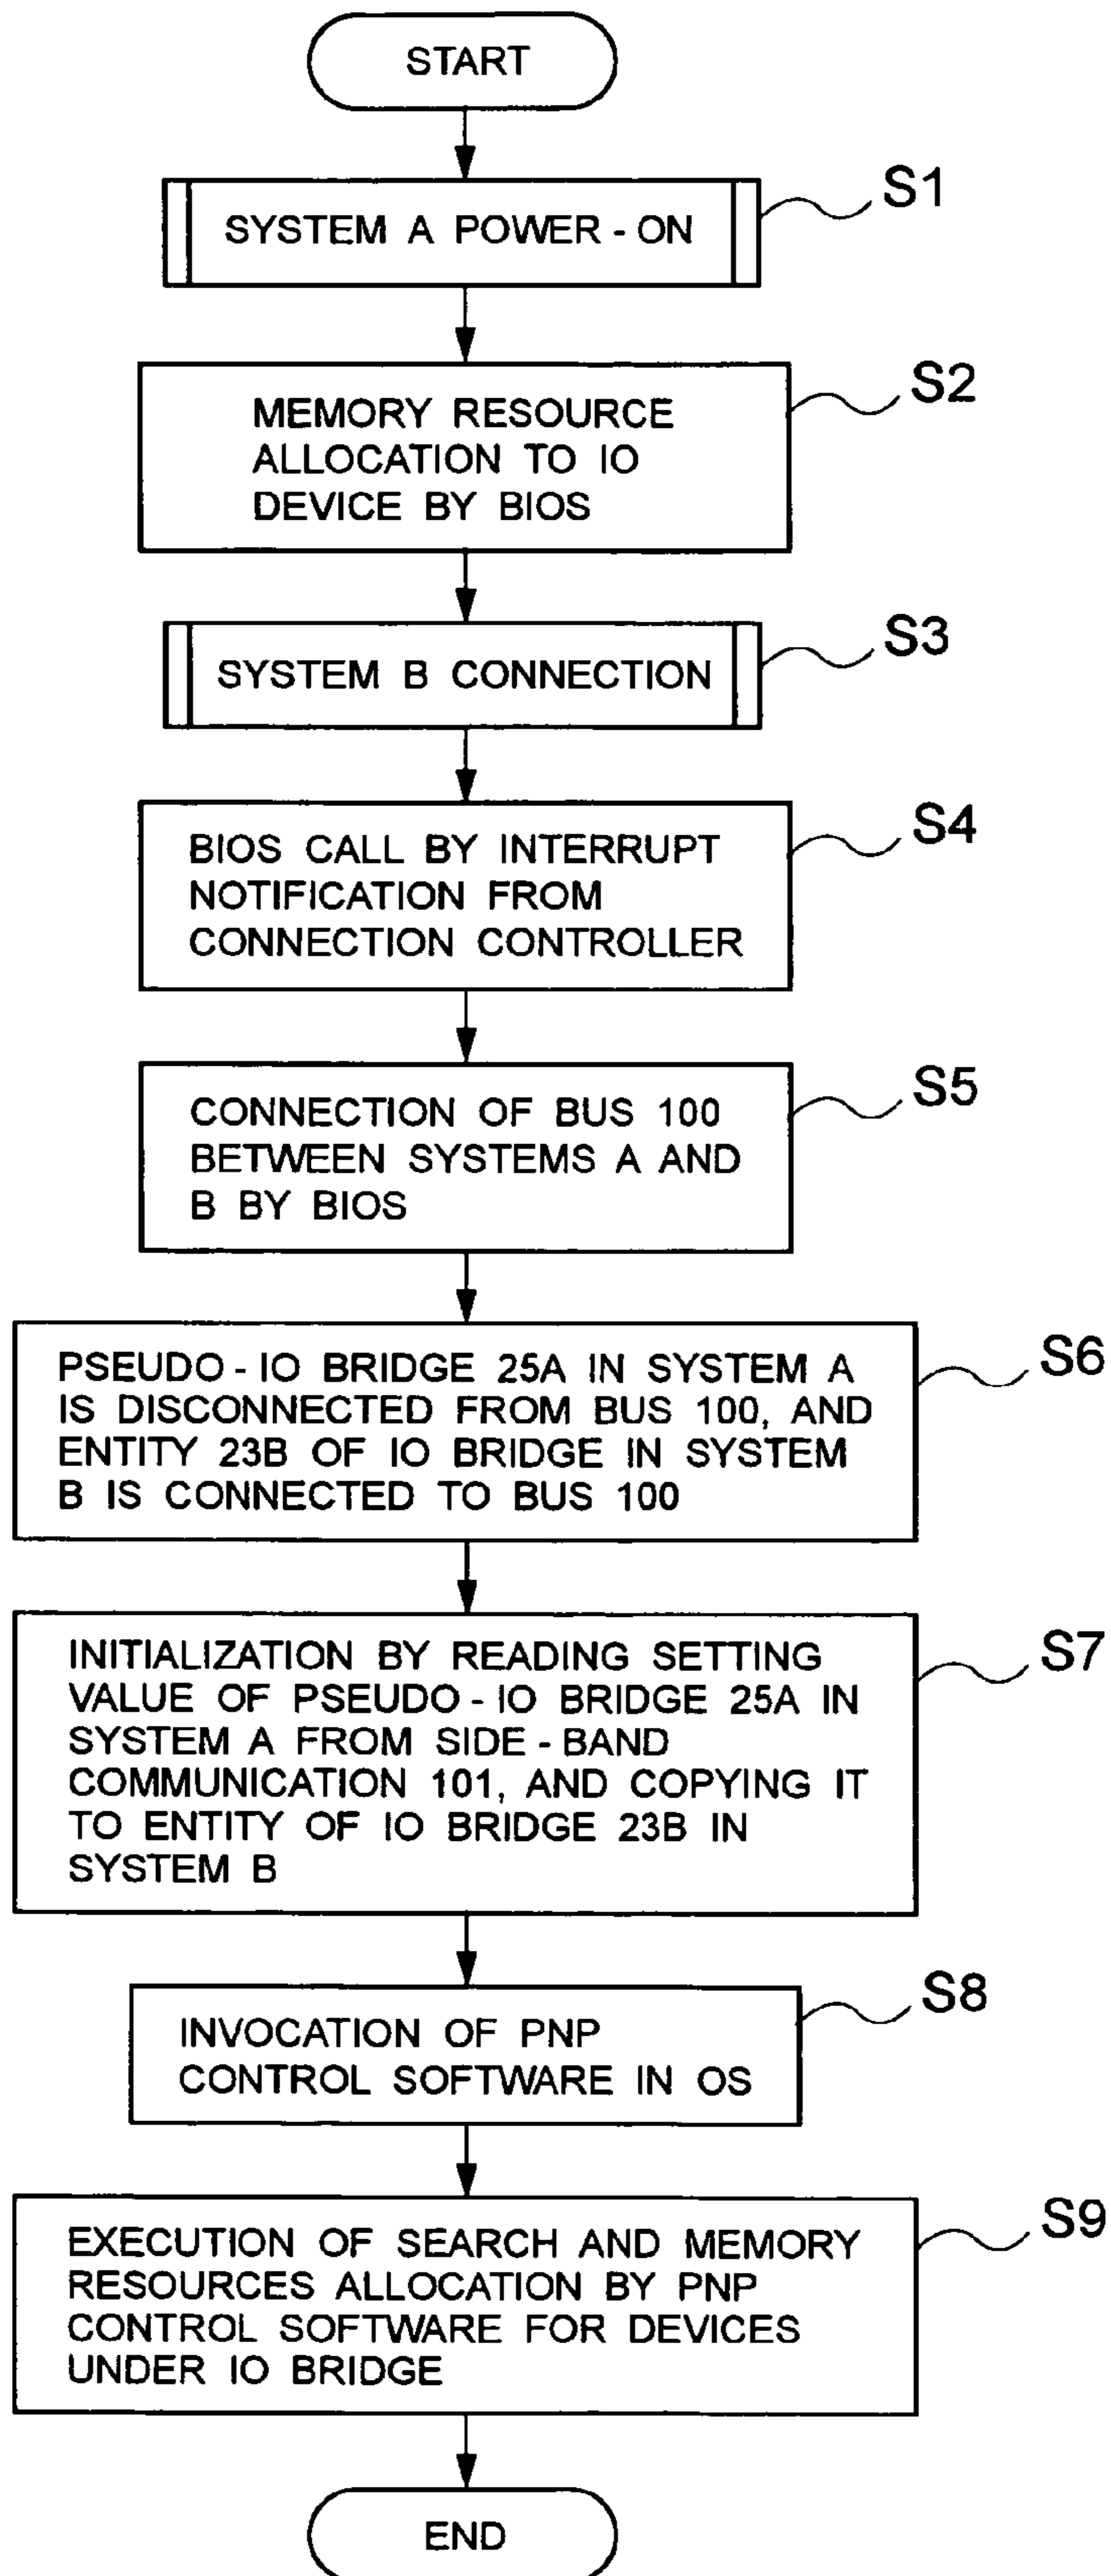 START
SYSTEM A POWER-ON
S1
MEMORY RESOURCE
ALLOCATION TO IO
DEVICE BY BIOS
S2
SYSTEM B CONNECTION
S3
BIOS CALL BY INTERRUPT
NOTIFICATION FROM
CONNECTION CONTROLLER
S4
CONNECTION OF BUS 100
BETWEEN SYSTEMS A AND
B BY BIOS
S5
PSEUDO-IO BRIDGE 25A IN SYSTEM A
IS DISCONNECTED FROM BUS 100, AND
ENTITY 23B OF IO BRIDGE IN SYSTEM
B IS CONNECTED TO BUS 100
S6
INITIALIZATION BY READING SETTING
VALUE OF PSEUDO-IO BRIDGE 25A IN
SYSTEM A FROM SIDE-BAND
COMMUNICATION 101, AND COPYING IT
TO ENTITY OF IO BRIDGE 23B IN
SYSTEM B
S7
INVOCATION OF PNP
CONTROL SOFTWARE IN OS
S8
EXECUTION OF SEARCH AND MEMORY
RESOURCES ALLOCATION BY PNP
CONTROL SOFTWARE FOR DEVICES
UNDER IO BRIDGE
S9
END